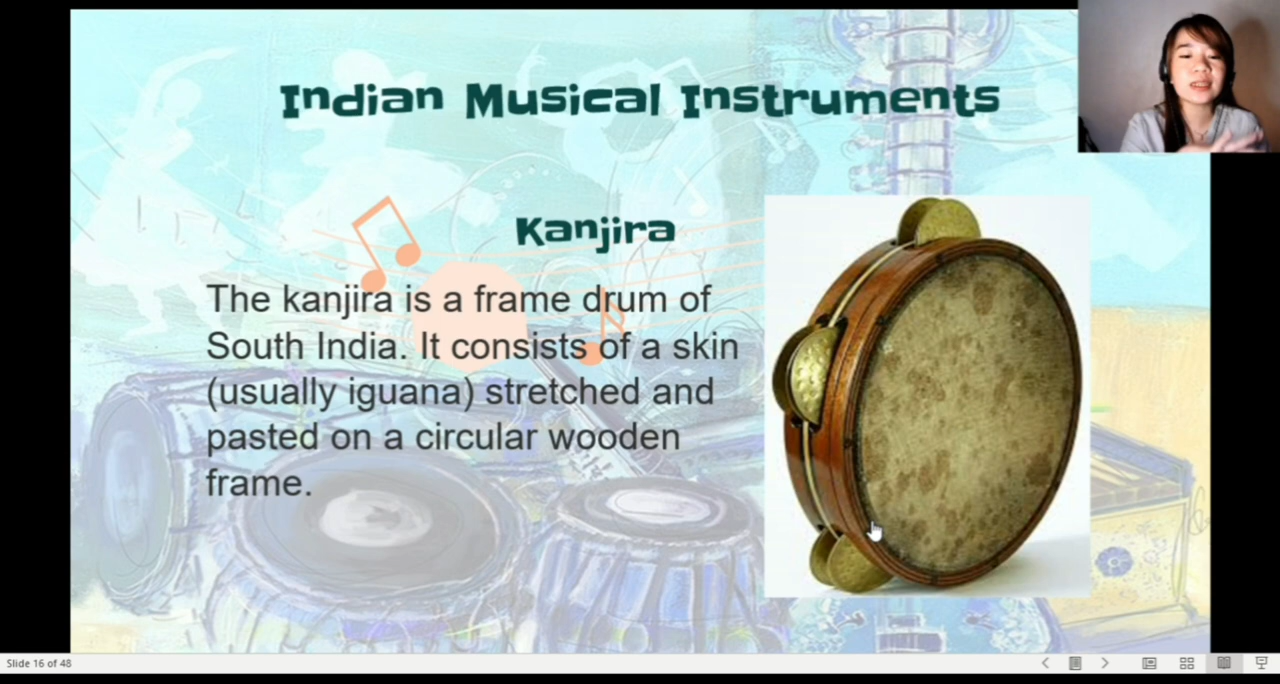 Indian Musical Instruments
Kanjira
The kanjira is a frame drum of
South India. It consists of a skin
(usually iguana) stretched and
pasted on a circular wooden
frame.
Slide 16 of 48